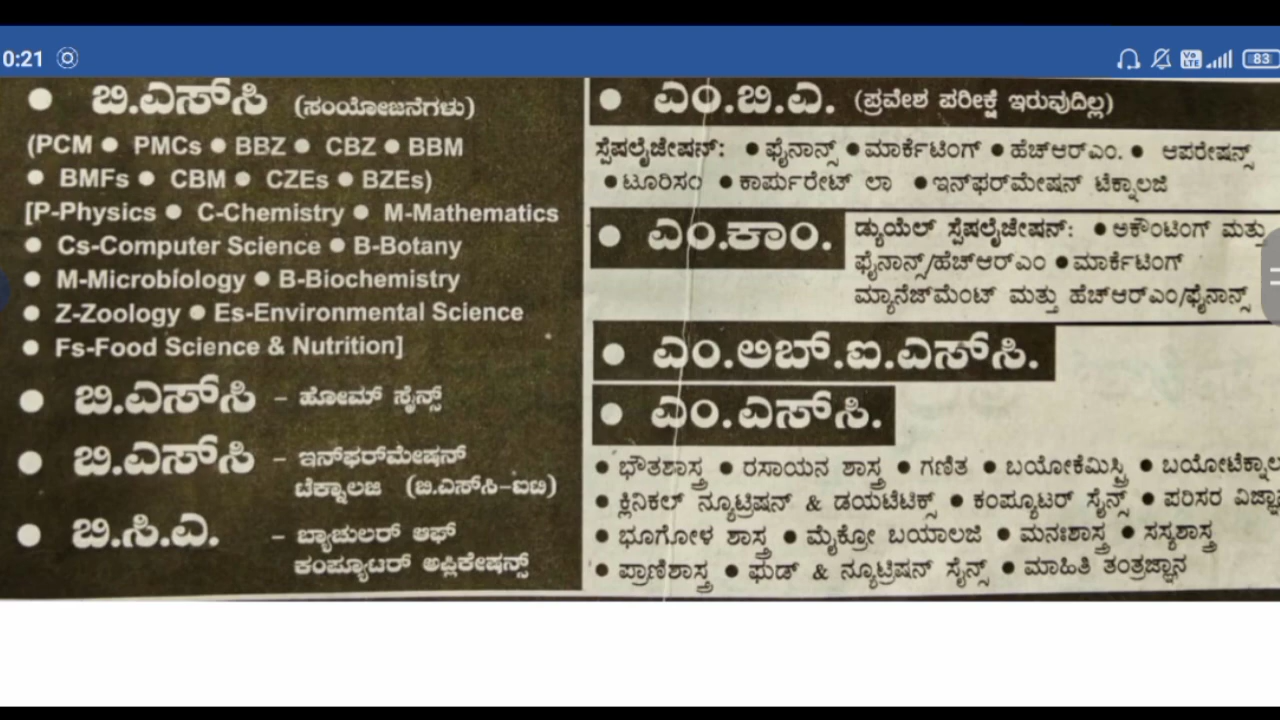 0:21
83
● ಬಿ.ಎಸ್‌ಸಿ (ಸಂಯೋಜನೆಗಳು)
(PCM ● PMCs ● BBZ ● CBZ ● BBM
● BMFs ● CBM ● CZEs ● BZEs)
[P-Physics ● C-Chemistry ● M-Mathematics
● Cs-Computer Science ● B-Botany
● M-Microbiology ● B-Biochemistry
● Z-Zoology ● Es-Environmental Science
● Fs-Food Science & Nutrition]
● ಬಿ.ಎಸ್‌ಸಿ – ಹೋಮ್ ಸೈನ್ಸ್
● ಬಿ.ಎಸ್‌ಸಿ – ಇನ್‌ಫರ್‌ಮೇಷನ್
ಟೆಕ್ನಾಲಜಿ (ಬಿ.ಎಸ್‌ಸಿ-ಐಟಿ)
● ಬಿ.ಸಿ.ಎ. – ಬ್ಯಾಚುಲರ್ ಆಫ್
ಕಂಪ್ಯೂಟರ್ ಅಪ್ಲಿಕೇಷನ್ಸ್
● ಎಂ.ಬಿ.ಎ. (ಪ್ರವೇಶ ಪರೀಕ್ಷೆ ಇರುವುದಿಲ್ಲ)
ಸ್ಪೆಷಲೈಜೇಷನ್: ● ಫೈನಾನ್ಸ್ ● ಮಾರ್ಕೆಟಿಂಗ್ ● ಹೆಚ್‌ಆರ್‌ಎಂ. ● ಆಪರೇಷನ್ಸ್
● ಟೂರಿಸಂ ● ಕಾರ್ಪುರೇಟ್ ಲಾ ● ಇನ್‌ಫರ್‌ಮೇಷನ್ ಟೆಕ್ನಾಲಜಿ
● ಎಂ.ಕಾಂ. ಡ್ಯುಯೆಲ್ ಸ್ಪೆಷಲೈಜೇಷನ್: ● ಅಕೌಂಟಿಂಗ್ ಮತ್ತು
ಫೈನಾನ್ಸ್/ಹೆಚ್‌ಆರ್‌ಎಂ ● ಮಾರ್ಕೆಟಿಂಗ್
ಮ್ಯಾನೆಜ್‌ಮೆಂಟ್ ಮತ್ತು ಹೆಚ್‌ಆರ್‌ಎಂ/ಫೈನಾನ್ಸ್
● ಎಂ.ಅಬ್.ಐ.ಎಸ್‌ಸಿ.
● ಎಂ.ಎಸ್‌ಸಿ.
● ಭೌತಶಾಸ್ತ್ರ ● ರಸಾಯನ ಶಾಸ್ತ್ರ ● ಗಣಿತ ● ಬಯೋಕೆಮಿಸ್ಟ್ರಿ ●
● ಕ್ಲಿನಿಕಲ್ ನ್ಯೂಟ್ರಿಷನ್ & ಡಯಟೆಟಿಕ್ಸ್ ● ಕಂಪ್ಯೂಟರ್ ಸೈನ್ಸ್ ● ಪರಿಸರ
● ಭೂಗೋಳ ಶಾಸ್ತ್ರ ● ಮೈಕ್ರೋ ಬಯಾಲಜಿ ● ಮನಃಶಾಸ್ತ್ರ ● ಸಸ್ಯಶಾಸ್ತ್ರ
● ಪ್ರಾಣಿಶಾಸ್ತ್ರ ● ಫುಡ್ & ನ್ಯೂಟ್ರಿಷನ್ ಸೈನ್ಸ್ ● ಮಾಹಿತಿ ತಂತ್ರಜ್ಞಾನ